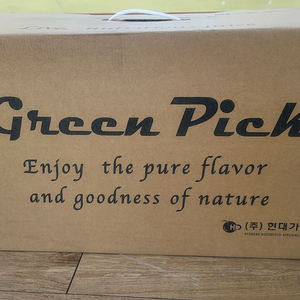 Green Pick
Enjoy the pure flavor
and goodness of nature
(주) 현대가